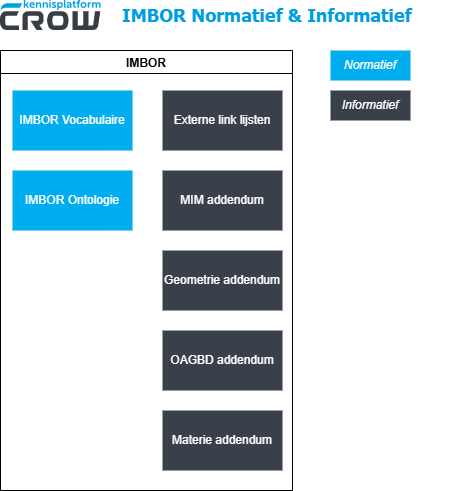 kennisplatform
CROW
IMBOR Normatief & Informatief
IMBOR
Normatief
Informatief
IMBOR Vocabulaire
Externe link lijsten
IMBOR Ontologie
MIM addendum
Geometrie addendum
OAGBD addendum
Materie addendum